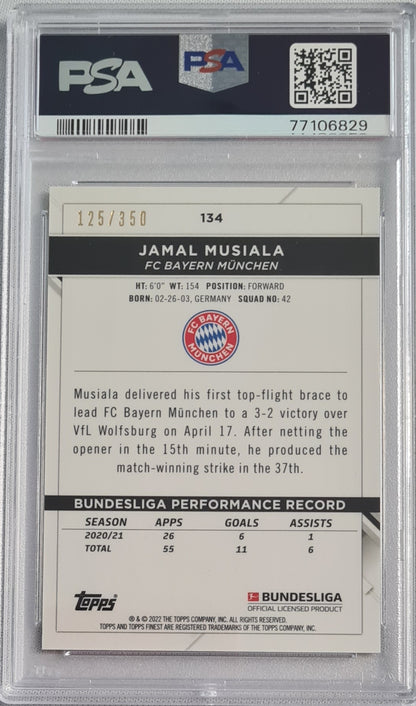 PSA
PSA
77106829
125/350
134
JAMAL MUSIALA
FC BAYERN MÜNCHEN
HT: 6'0" WT: 154 POSITION: FORWARD
BORN: 02-26-03, GERMANY SQUAD NO: 42
FC BAYERN
MÜNCHEN
Musiala delivered his first top-flight brace to
lead FC Bayern München to a 3-2 victory over
VfL Wolfsburg on April 17. After netting the
opener in the 15th minute, he produced the
match-winning strike in the 37th.
BUNDESLIGA PERFORMANCE RECORD
SEASON APPS GOALS ASSISTS
2020/21 26 6 1
TOTAL 55 11 6
Topps
BUNDESLIGA
OFFICIAL LICENSED PRODUCT
® & © 2022 THE TOPPS COMPANY, INC. ALL RIGHTS RESERVED.
TOPPS AND TOPPS FINEST ARE REGISTERED TRADEMARKS OF THE TOPPS COMPANY, INC.